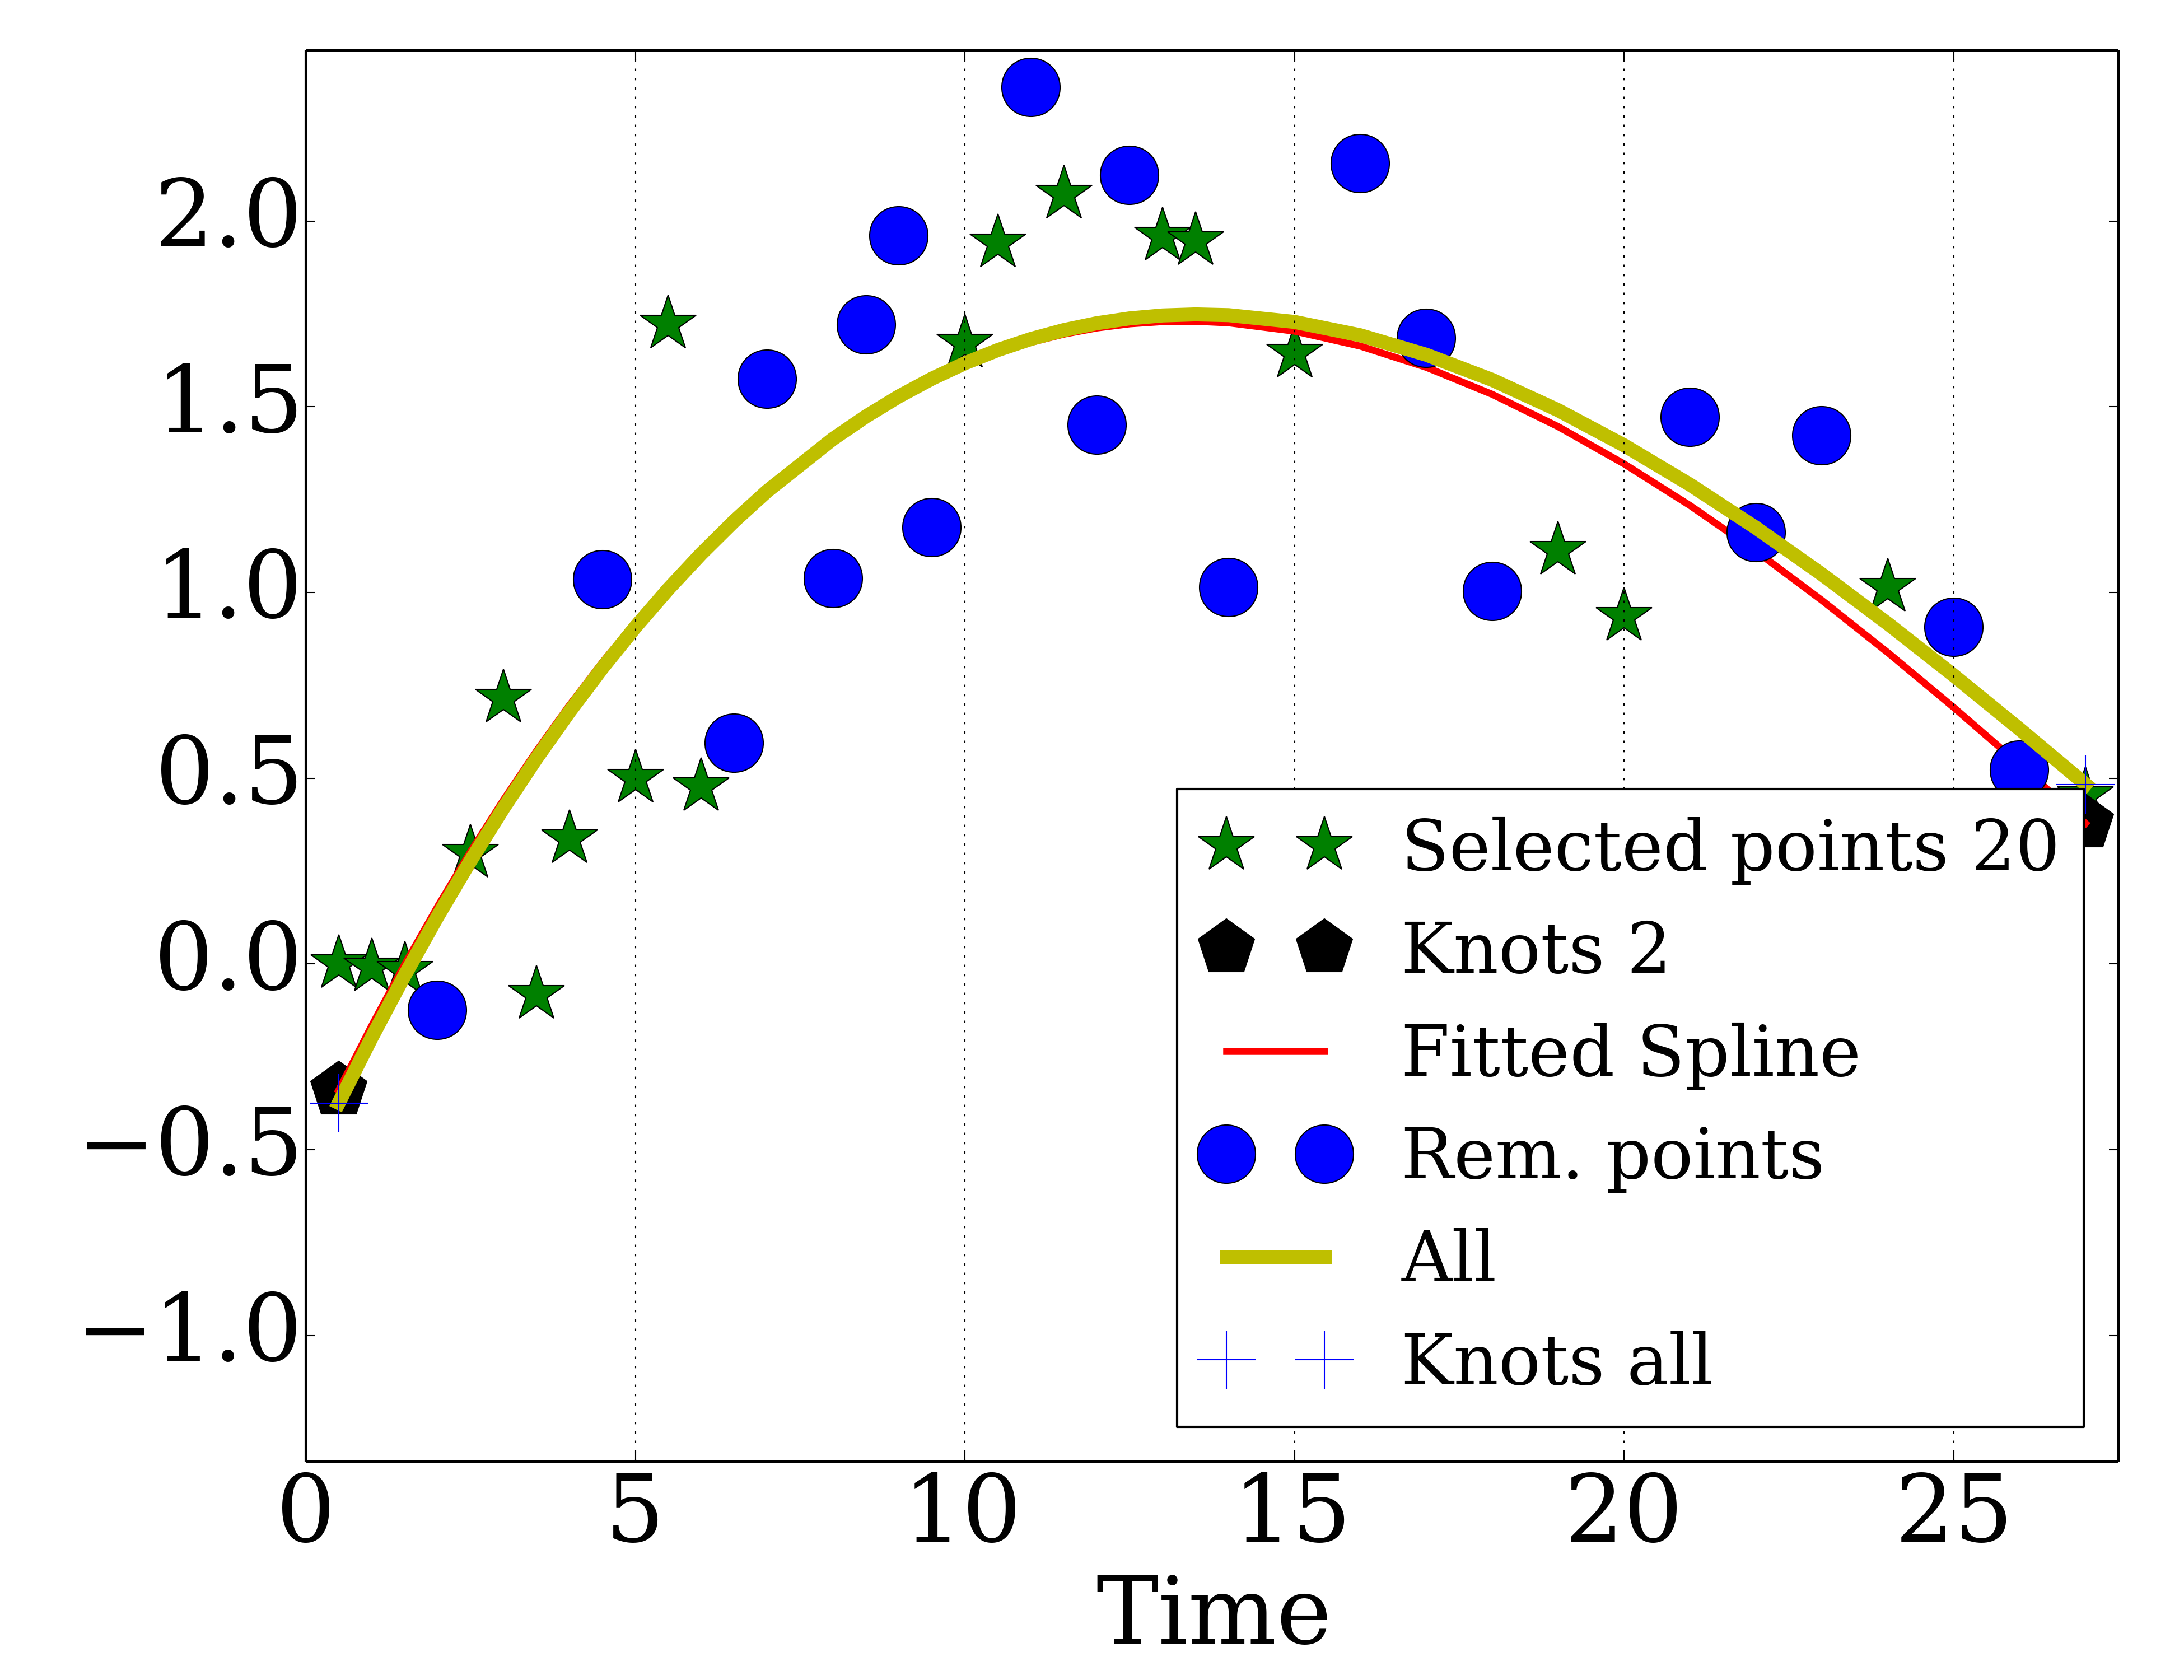 2.0
1.5
1.0
0.5
0.0
−0.5
−1.0
Selected points 20
Knots 2
Fitted Spline
Rem. points
All
Knots all
0 5 10 15 20 25
Time